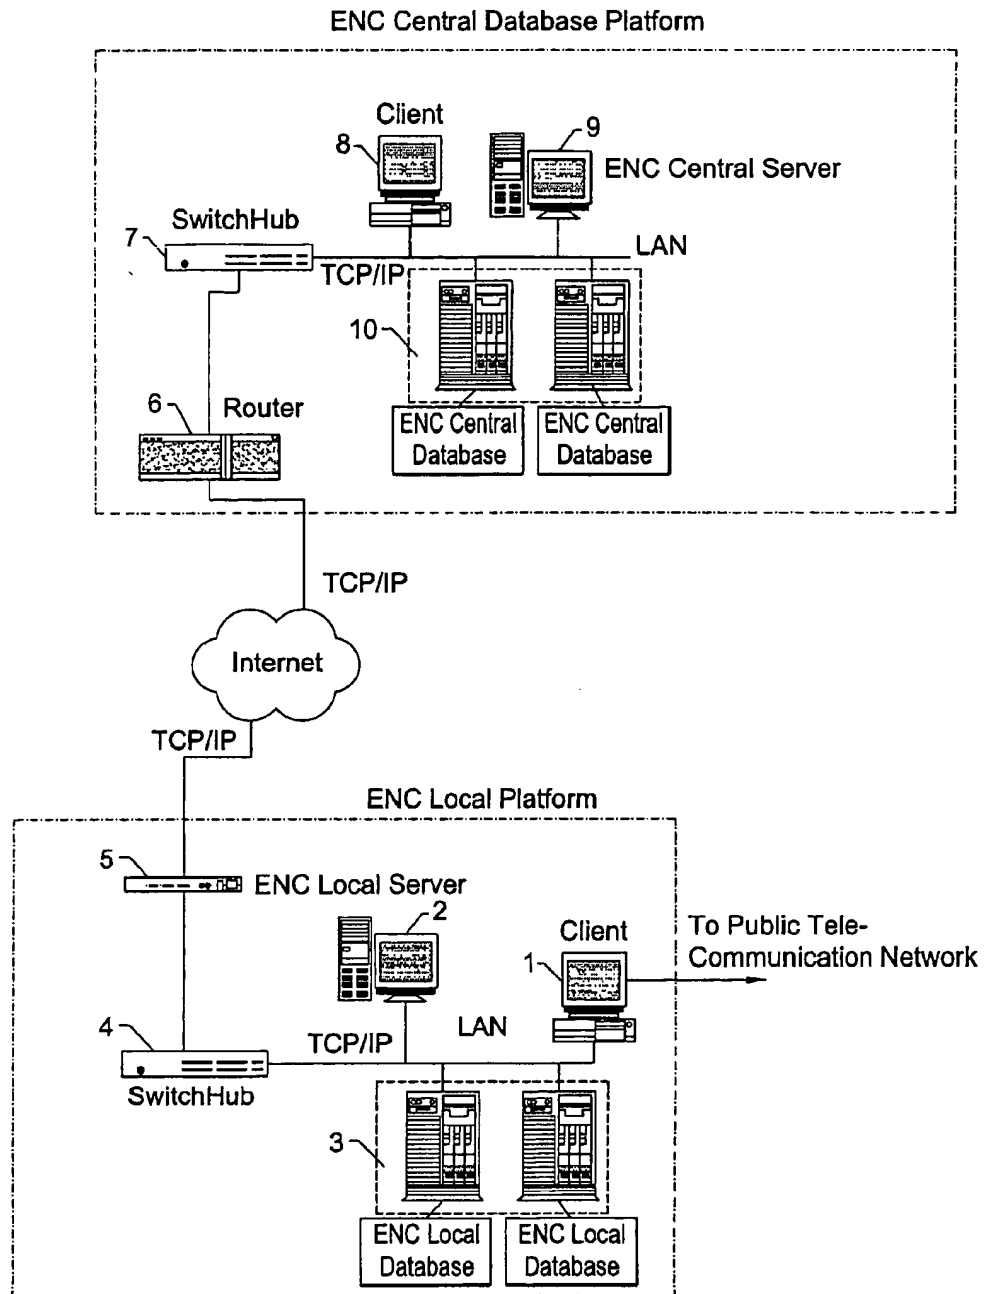 ENC Central Database Platform
Client
8
9
ENC Central Server
SwitchHub
7
LAN
TCP/IP
10
6
Router
ENC Central
Database
ENC Central
Database
TCP/IP
Internet
TCP/IP
ENC Local Platform
5
ENC Local Server
2
Client
1
To Public Tele-
Communication Network
4
LAN
TCP/IP
SwitchHub
3
ENC Local
Database
ENC Local
Database